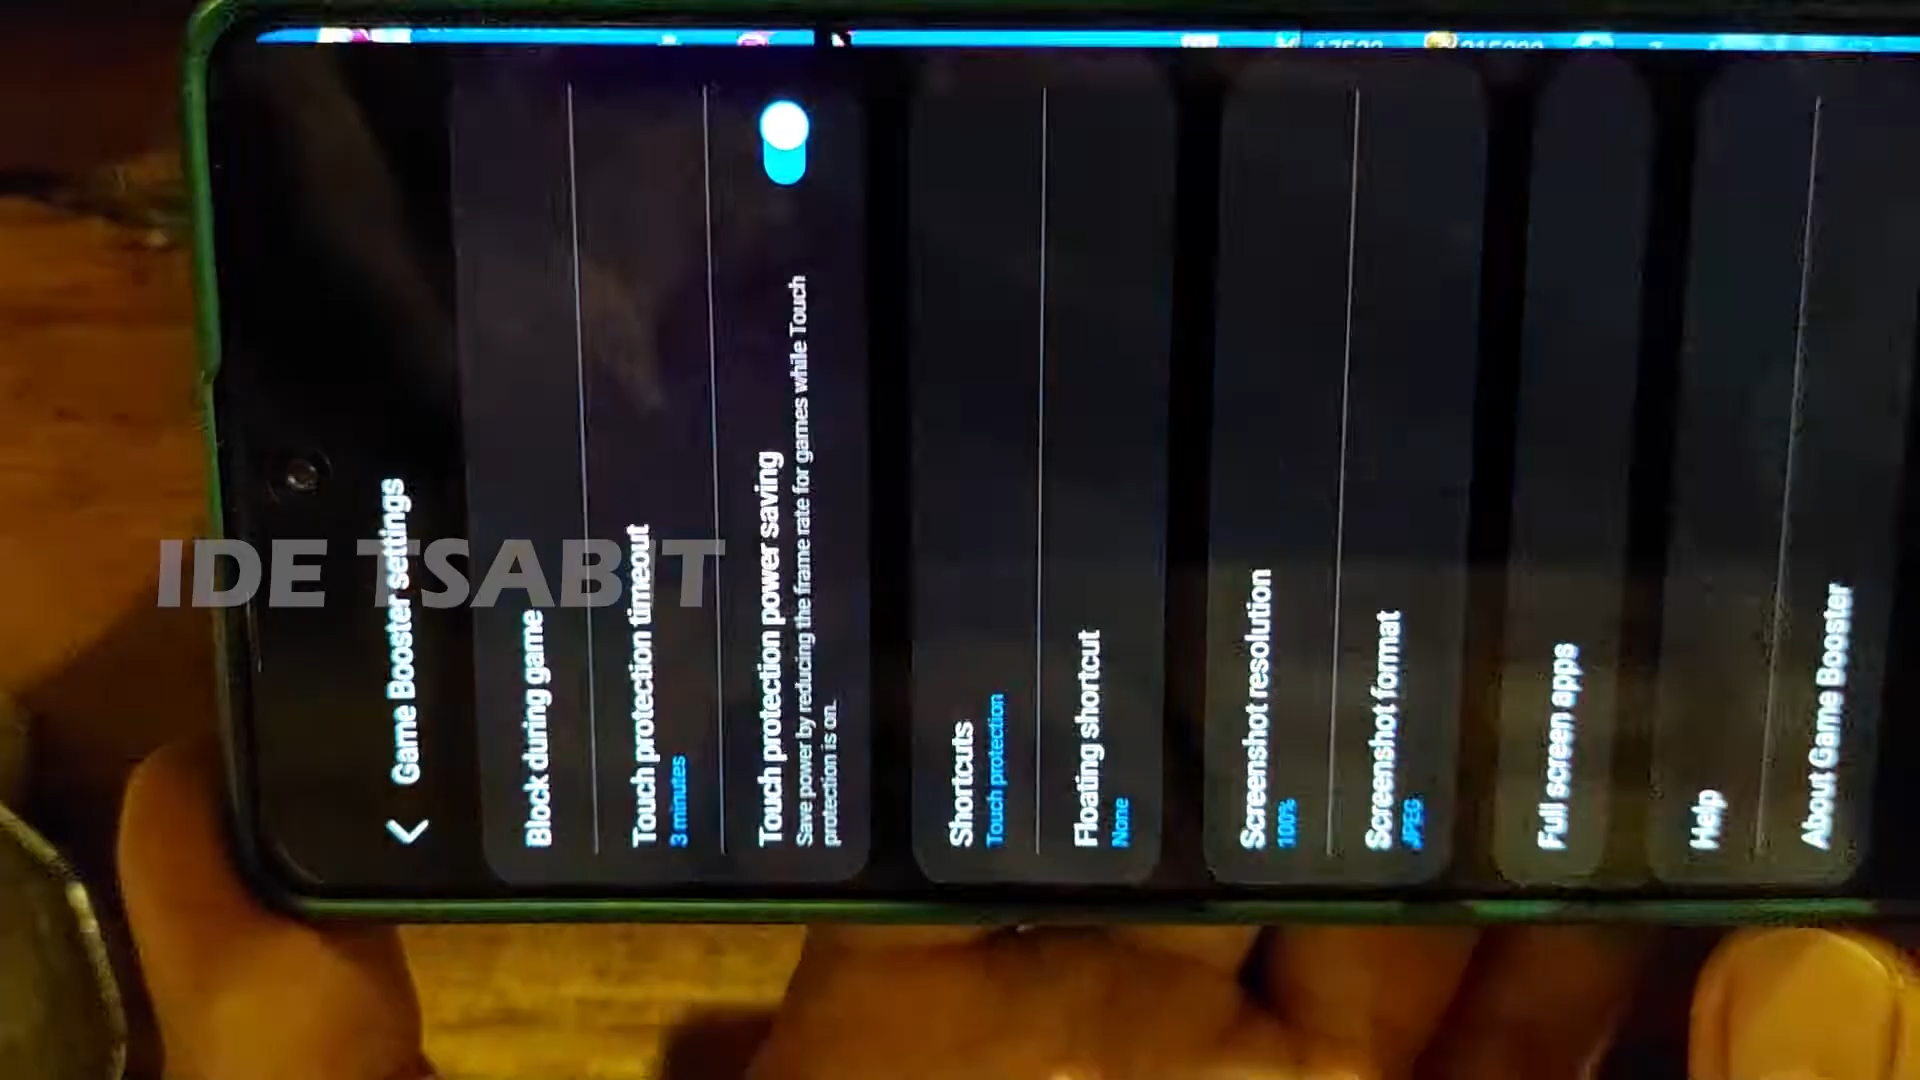 Game Booster settings
Block during game
Touch protection timeout
3 minutes
Touch protection power saving
Save power by reducing the frame rate for games while Touch
protection is on.
Shortcuts
Touch protection
Floating shortcut
None
Screenshot resolution
100%
Screenshot format
JPEG
Full screen apps
Help
About Game Booster
IDE TSABIT